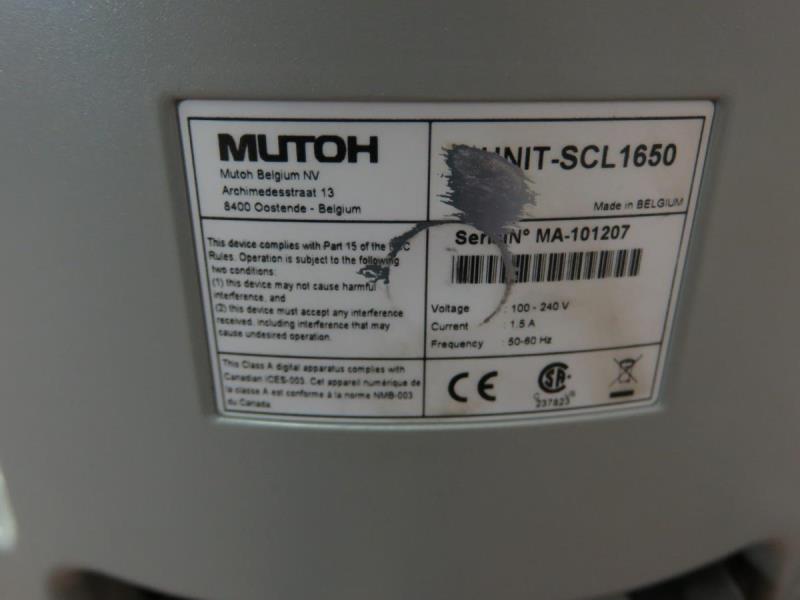 MUTOH
Mutoh Belgium NV
Archimedesstraat 13
8400 Oostende - Belgium
UNIT-SCL1650
Made in BELGIUM
This device complies with Part 15 of the
Rules. Operation is subject to the following
two conditions:
(1) this device may not cause harmful
interference, and
(2) this device must accept any interference
received, including interference that may
cause undesired operation.
Serial N° MA-101207
Voltage : 100 - 240 V
Current : 1.5 A
Frequency : 50-60 Hz
This Class A digital apparatus complies with
Canadian ICES-003. Cet appareil numérique de
la classe A est conforme à la norme NMB-003
du Canada.
CE
C US
237823